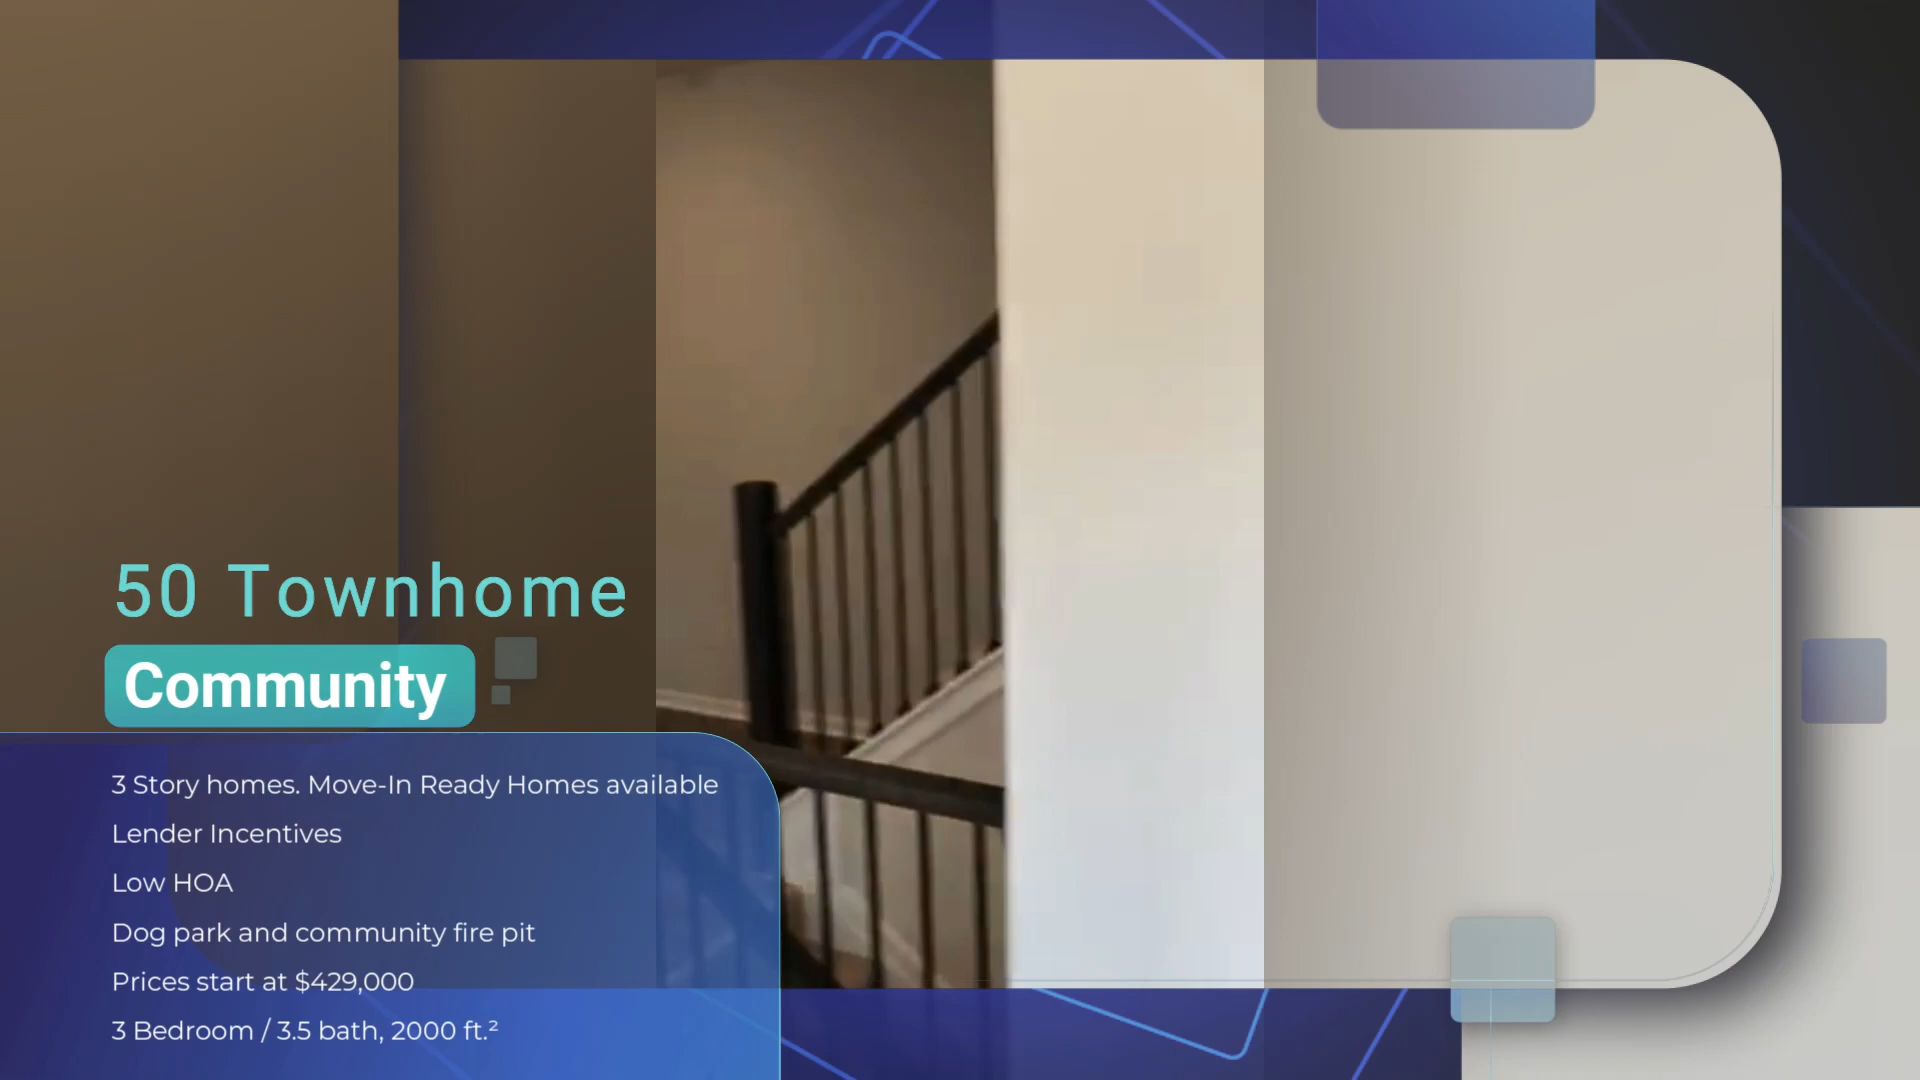 50 Townhome
Community
3 Story homes. Move-In Ready Homes available
Lender Incentives
Low HOA
Dog park and community fire pit
Prices start at $429,000
3 Bedroom / 3.5 bath, 2000 ft.²